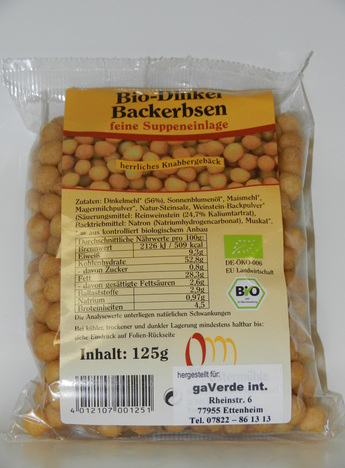 Bio-Dinkel
Backerbsen
feine Suppeneinlage
herrliches Knabbergebäck
Zutaten: Dinkelmehl* (56%), Sonnenblumenöl*, Maismehl*,
Magermilchpulver*, Natur-Steinsalz, Weinstein Backpulver*
(Säuerungsmittel: Reinweinstein (24,7% Kaliumtartrat),
Backtriebmittel: Natron (Natriumhydrogencarbonat), Muskat*.
*= aus kontrolliert biologischem Anbau
Durchschnittliche Nährwerte pro 100g:
Brennwert 2126 kJ / 509 kcal
Eiweiß 9,3g
Kohlenhydrate 52,8g
- davon Zucker 0,8g
Fett 28,3g
- davon gesättigte Fettsäuren 2,6g
Ballaststoffe 2,9g
Natrium 0,97g
Broteinheiten 4,5
Die Analysewerte unterliegen natürlichen Schwankungen
Bei kühler, trockener und dunkler Lagerung mindestens haltbar bis:
siehe Eindruck auf Folien-Rückseite
DE-ÖKO-006
EU Landwirtschaft
BIO
Inhalt: 125g
4 012107 001251
hergestellt für:
gaVerde int.
Rheinstr. 6
77955 Ettenheim
Tel. 07822 – 86 13 13